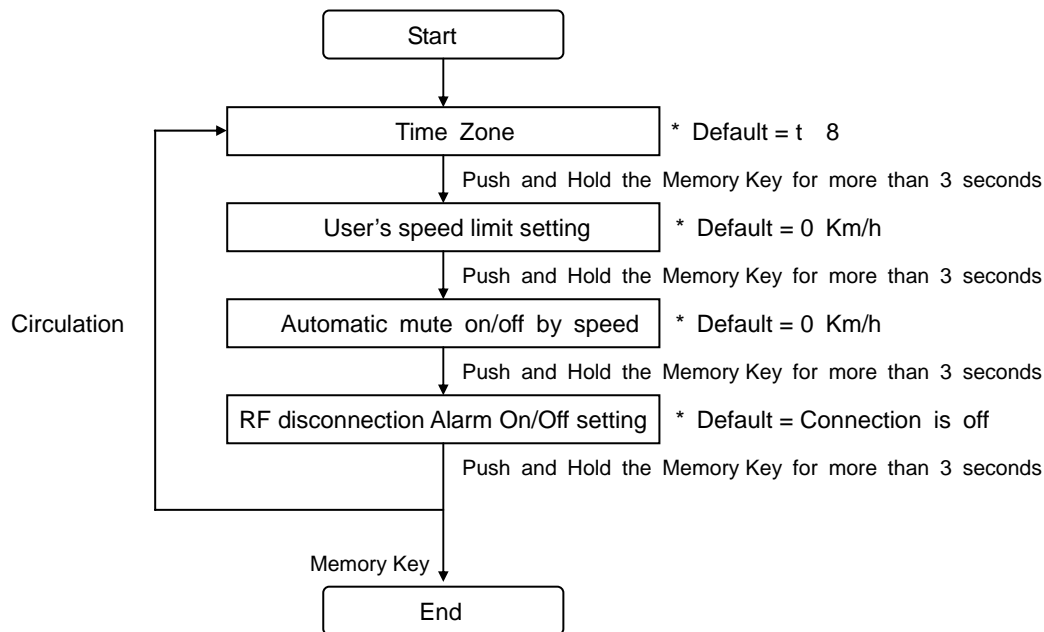 Start
Time Zone * Default = t 8
Push and Hold the Memory Key for more than 3 seconds
User's speed limit setting * Default = 0 Km/h
Push and Hold the Memory Key for more than 3 seconds
Circulation
Automatic mute on/off by speed * Default = 0 Km/h
Push and Hold the Memory Key for more than 3 seconds
RF disconnection Alarm On/Off setting * Default = Connection is off
Push and Hold the Memory Key for more than 3 seconds
Memory Key
End